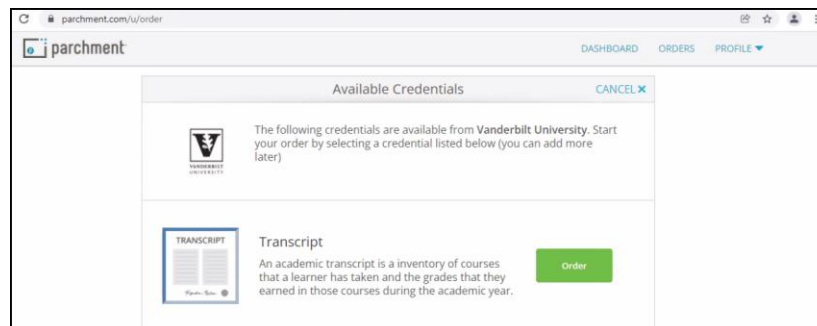 parchment.com/u/order
parchment
DASHBOARD ORDERS PROFILE
Available Credentials CANCEL
VANDERBILT
UNIVERSITY
The following credentials are available from Vanderbilt University. Start
your order by selecting a credential listed below (you can add more
later)
TRANSCRIPT
Transcript
An academic transcript is a inventory of courses
that a learner has taken and the grades that they
earned in those courses during the academic year.
Order